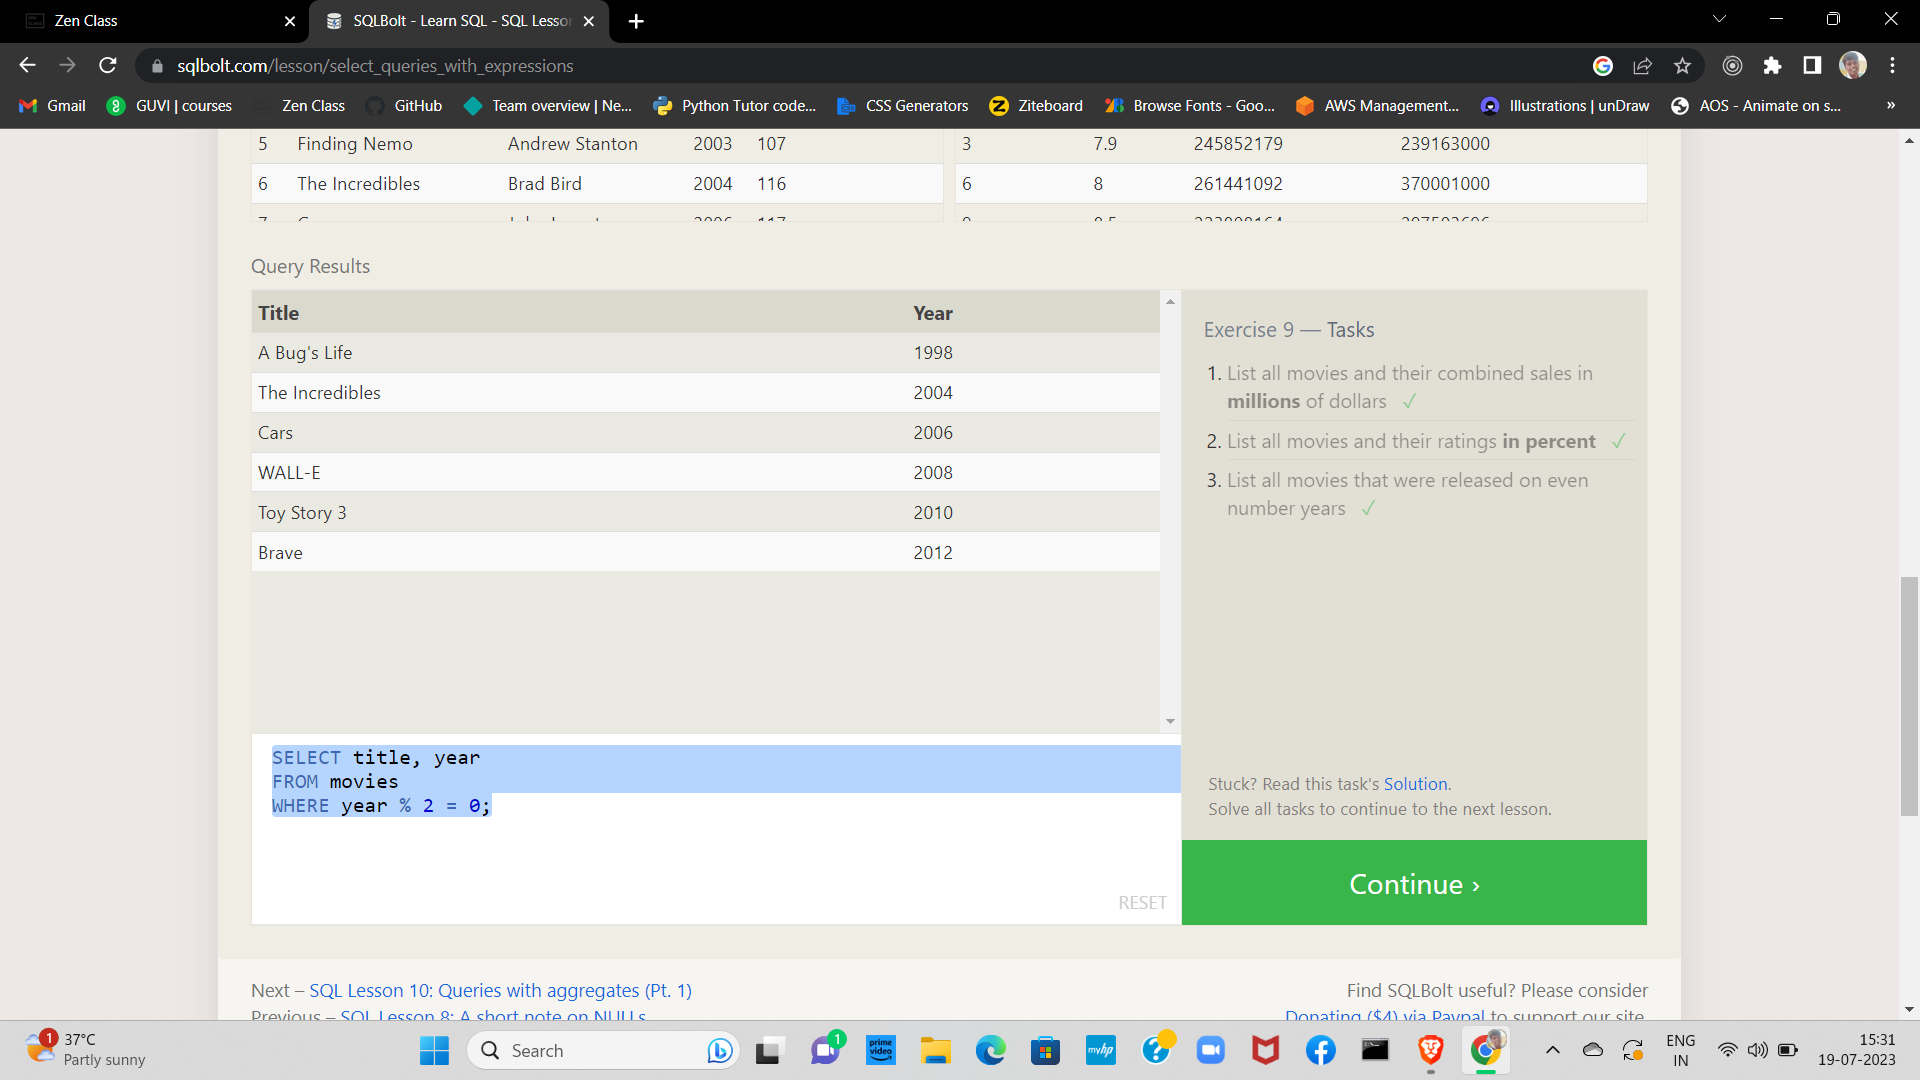 Zen Class
SQLBolt - Learn SQL - SQL Lesso
sqlbolt.com/lesson/select_queries_with_expressions
Gmail
GUVI | courses
Zen Class
GitHub
Team overview | Ne...
Python Tutor code...
CSS Generators
Ziteboard
Browse Fonts - Goo...
AWS Management...
Illustrations | unDraw
AOS - Animate on s...
»
5 Finding Nemo Andrew Stanton 2003 107
3 7.9 245852179 239163000
6 The Incredibles Brad Bird 2004 116
6 8 261441092 370001000
Query Results
Title Year
A Bug's Life 1998
The Incredibles 2004
Cars 2006
WALL-E 2008
Toy Story 3 2010
Brave 2012
Exercise 9 — Tasks
1. List all movies and their combined sales in
millions of dollars ✓
2. List all movies and their ratings in percent ✓
3. List all movies that were released on even
number years ✓
SELECT title, year
FROM movies
WHERE year % 2 = 0;
RESET
Stuck? Read this task's Solution.
Solve all tasks to continue to the next lesson.
Continue ›
Next – SQL Lesson 10: Queries with aggregates (Pt. 1)
Previous – SQL Lesson 8: A short note on NULLs
Find SQLBolt useful? Please consider
Donating ($4) via Paypal to support our site.
1
37°C
Partly sunny
Search
1
prime
video
myhp
ENG
IN
15:31
19-07-2023